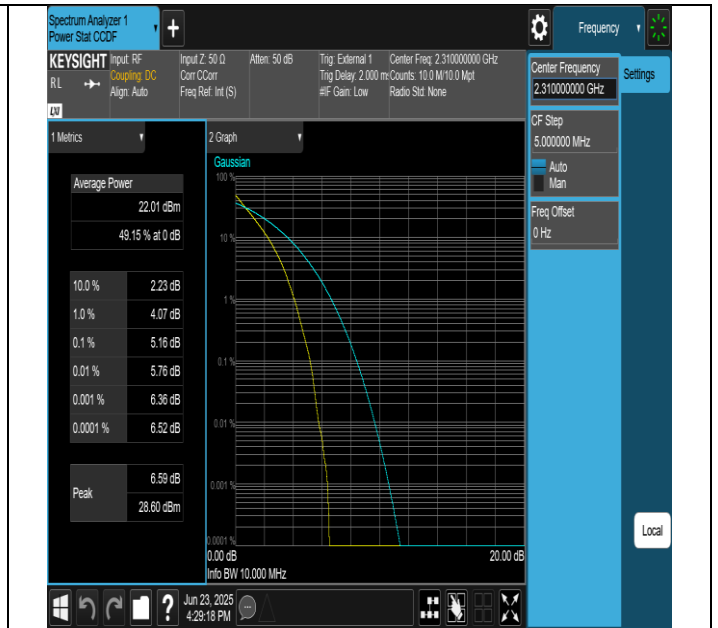 Spectrum Analyzer 1
Power Stat CCDF
+
Frequency
KEYSIGHT
RL
LXI
Input: RF
Coupling: DC
Align: Auto
Input Z: 50 Ω
Corr CCorr
Freq Ref: Int (S)
Atten: 50 dB
Trig: External 1
Trig Delay: 2.000 ms
#IF Gain: Low
Center Freq: 2.310000000 GHz
Counts: 10.0 M/10.0 Mpt
Radio Std: None
Center Frequency
2.310000000 GHz
Settings
CF Step
5.000000 MHz
Auto
Man
Freq Offset
0 Hz
1 Metrics
Average Power
22.01 dBm
49.15 % at 0 dB
10.0 % 2.23 dB
1.0 % 4.07 dB
0.1 % 5.16 dB
0.01 % 5.76 dB
0.001 % 6.36 dB
0.0001 % 6.52 dB
Peak
6.59 dB
28.60 dBm
2 Graph
Gaussian
100 %
10 %
1 %
0.1 %
0.01 %
0.001 %
0.0001 %
0.00 dB
20.00 dB
Info BW 10.000 MHz
Local
?
Jun 23, 2025
4:29:18 PM